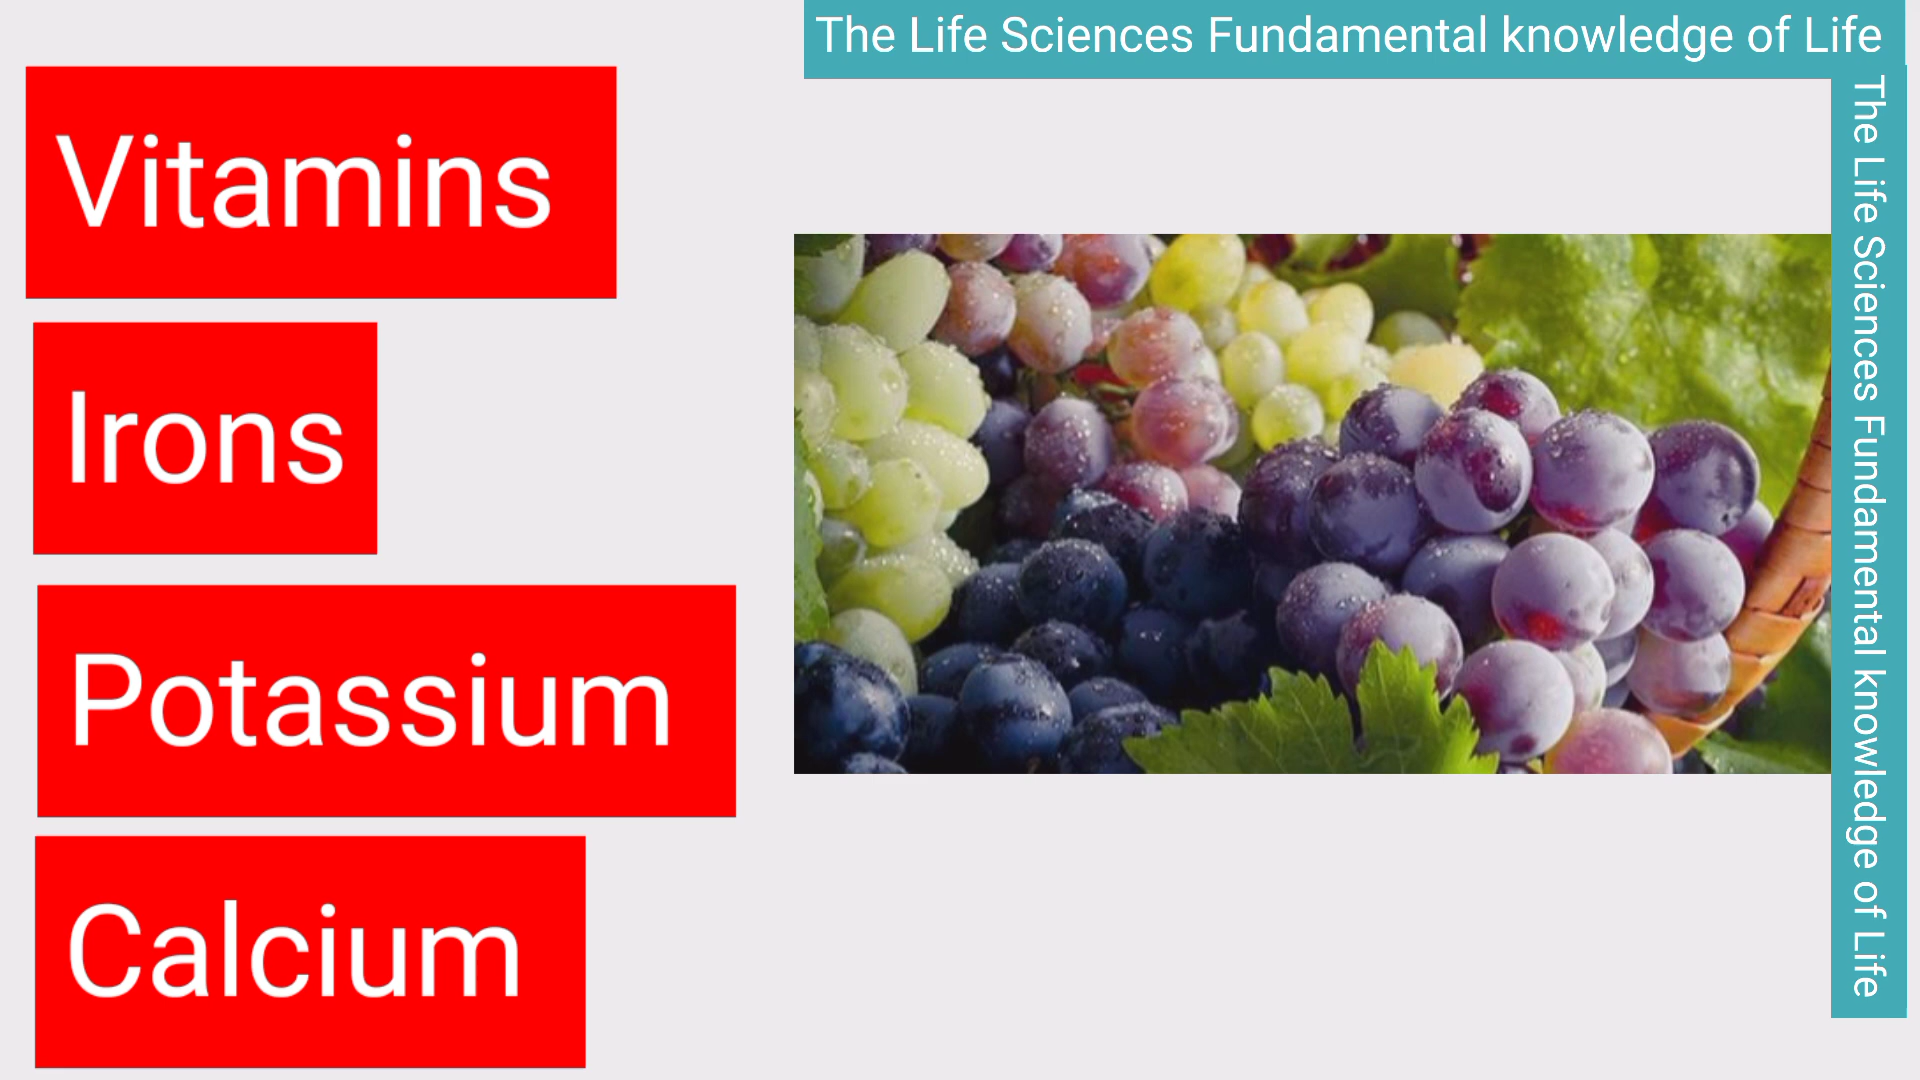 The Life Sciences Fundamental knowledge of Life
Vitamins
Irons
Potassium
Calcium
The Life Sciences Fundamental knowledge of Life